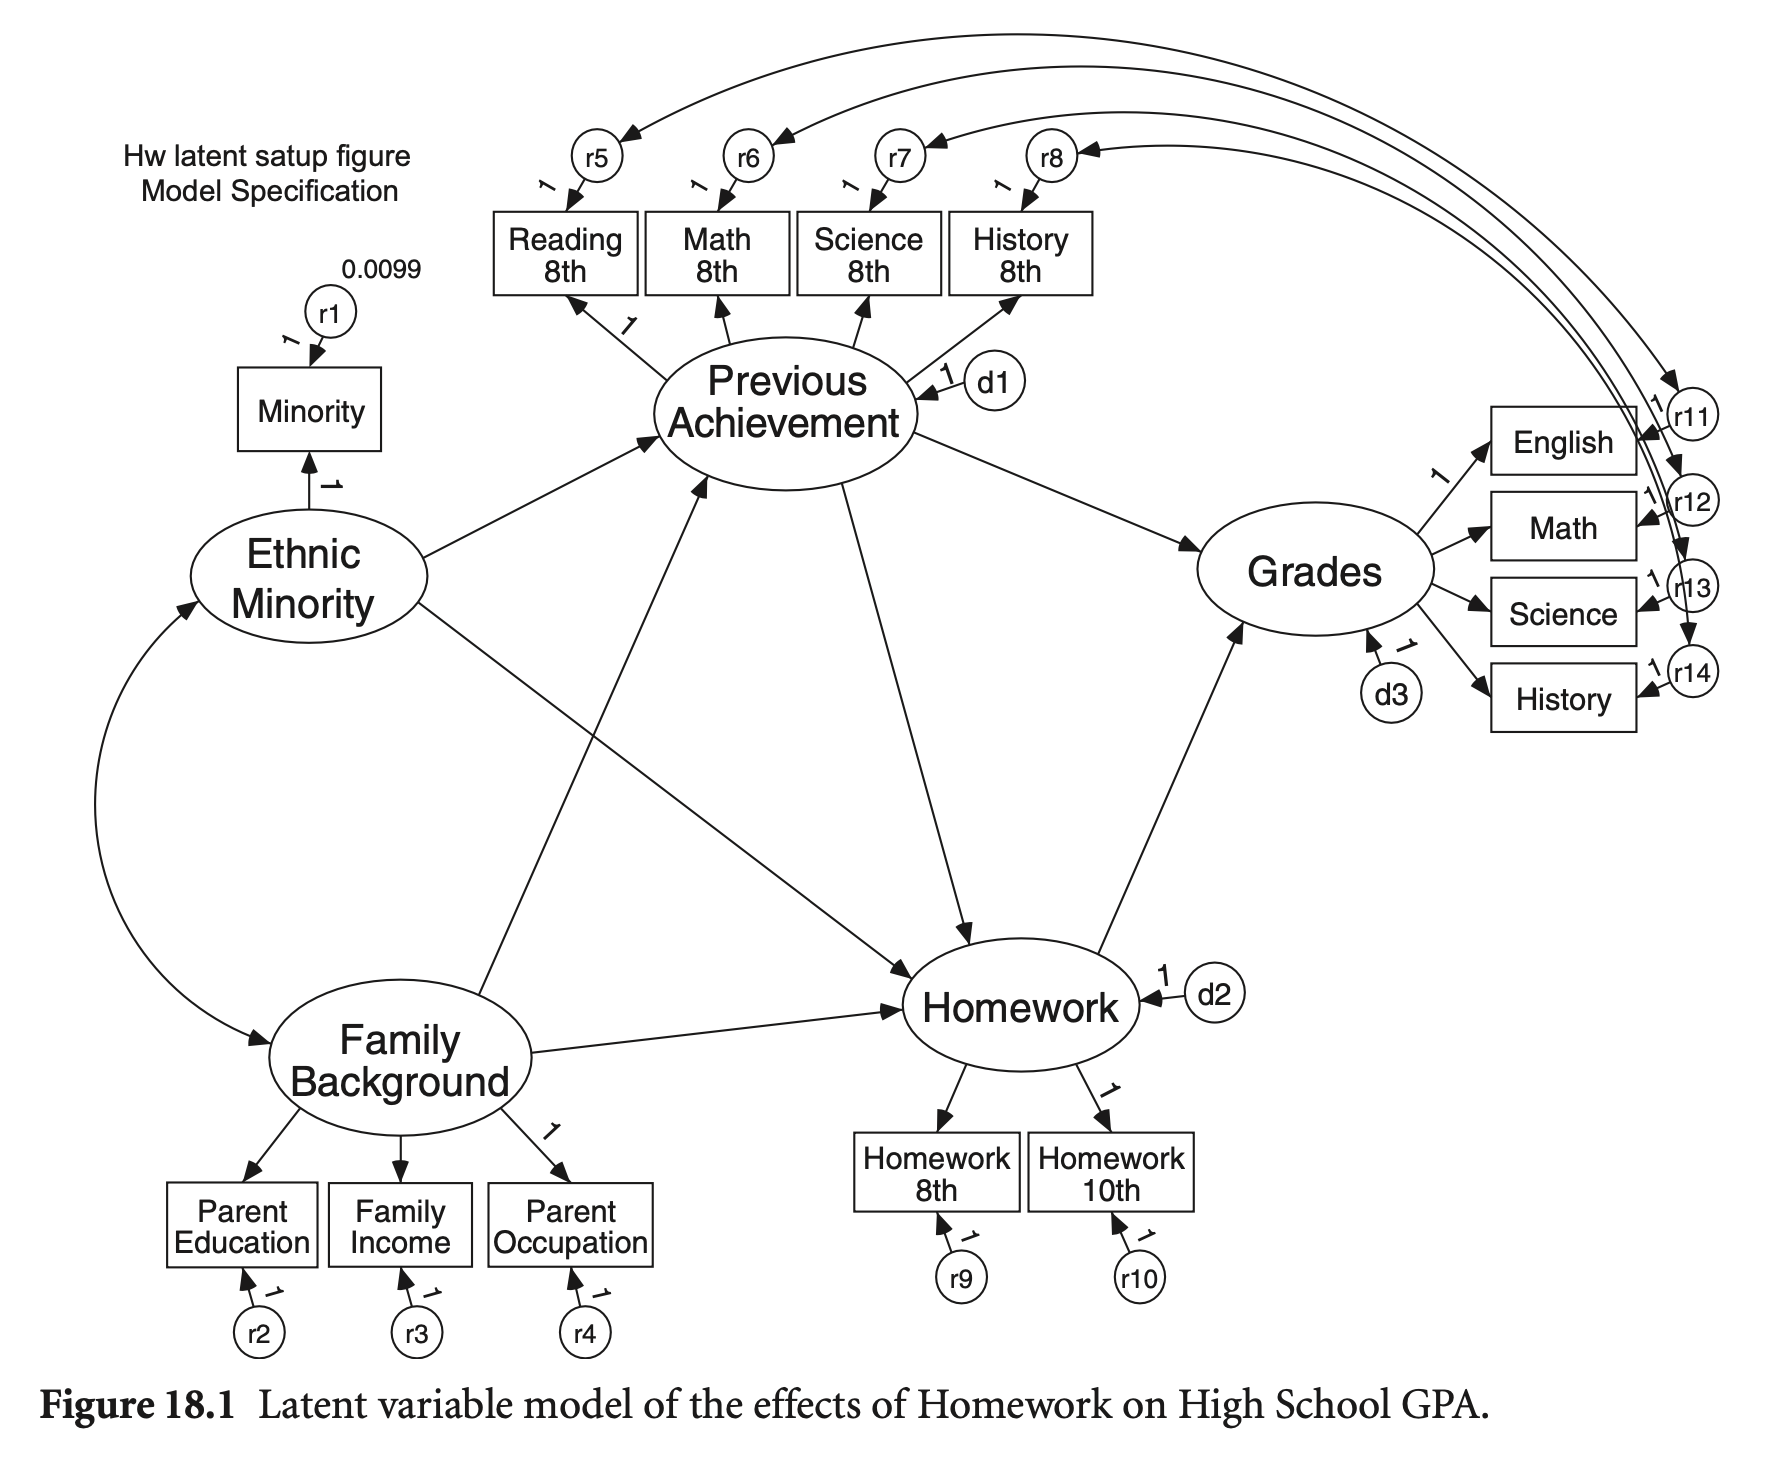 Hw latent satup figure
Model Specification
r5
r6
r7
r8
1
1
1
1
Reading
8th
Math
8th
Science
8th
History
8th
0.0099
r1
1
Minority
1
1
Previous
Achievement
1
d1
Ethnic
Minority
Grades
1
English
Math
Science
History
1
r11
1
r12
1
r13
1
r14
1
d3
Family
Background
1
Homework
1
d2
1
Parent
Education
Family
Income
Parent
Occupation
Homework
8th
Homework
10th
1
r2
1
r3
1
r4
1
r9
1
r10
Figure 18.1 Latent variable model of the effects of Homework on High School GPA.